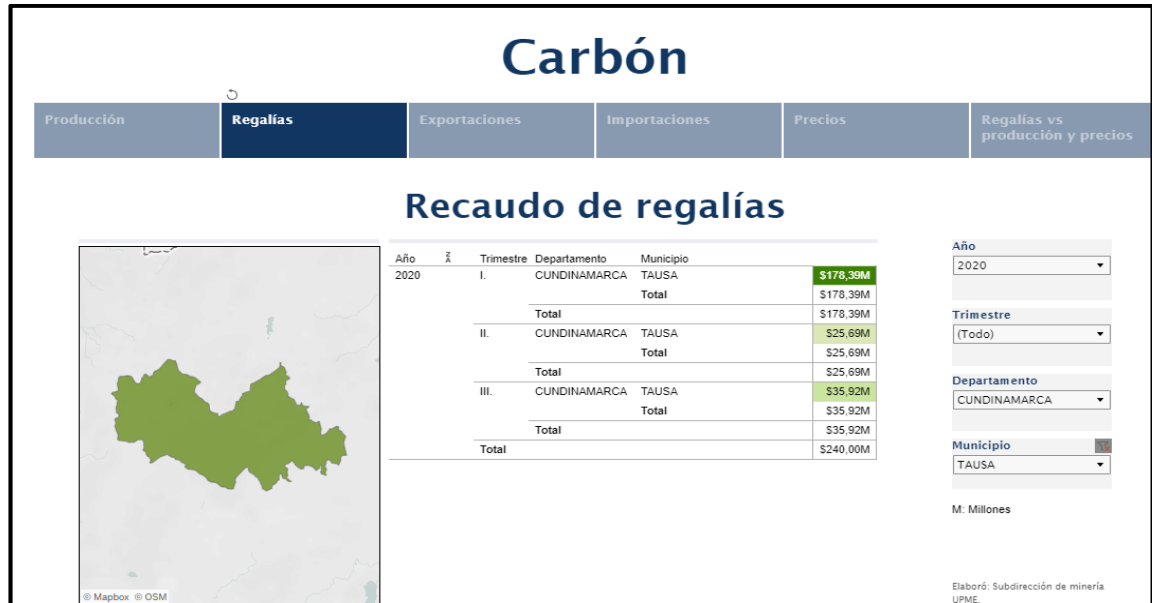 Carbón
Producción Regalías Exportaciones Importaciones Precios Regalías vs
producción y precios
Recaudo de regalías
Año Z A Trimestre Departamento Municipio
2020 I. CUNDINAMARCA TAUSA $178,39M
Total $178,39M
Total $178,39M
II. CUNDINAMARCA TAUSA $25,69M
Total $25,69M
Total $25,69M
III. CUNDINAMARCA TAUSA $35,92M
Total $35,92M
Total $35,92M
Total $240,00M
Año
2020
Trimestre
(Todo)
Departamento
CUNDINAMARCA
Municipio
TAUSA
M: Millones
© Mapbox © OSM
Elaboró: Subdirección de minería
UPME.